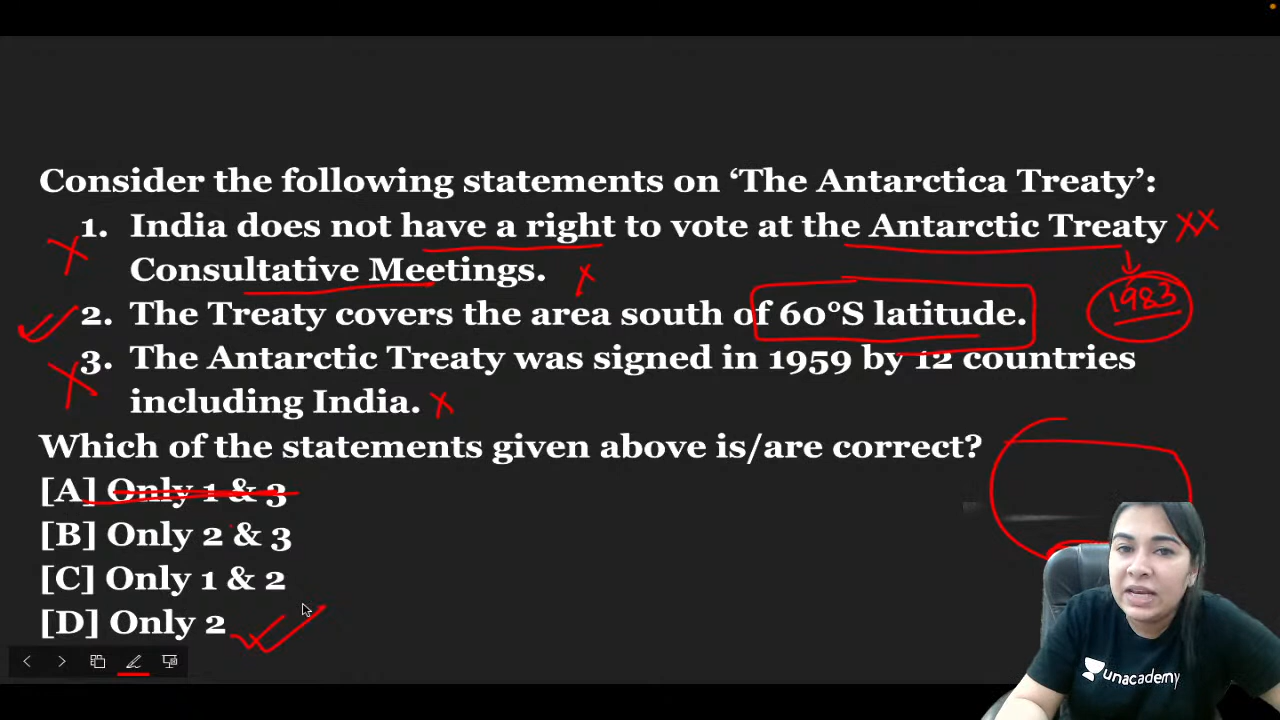 Consider the following statements on ‘The Antarctica Treaty’:
1. India does not have a right to vote at the Antarctic Treaty XX
Consultative Meetings. X
1983
2. The Treaty covers the area south of 60°S latitude.
3. The Antarctic Treaty was signed in 1959 by 12 countries
including India. X
Which of the statements given above is/are correct?
[A] Only 1 & 3
[B] Only 2 & 3
[C] Only 1 & 2
[D] Only 2
unacademy